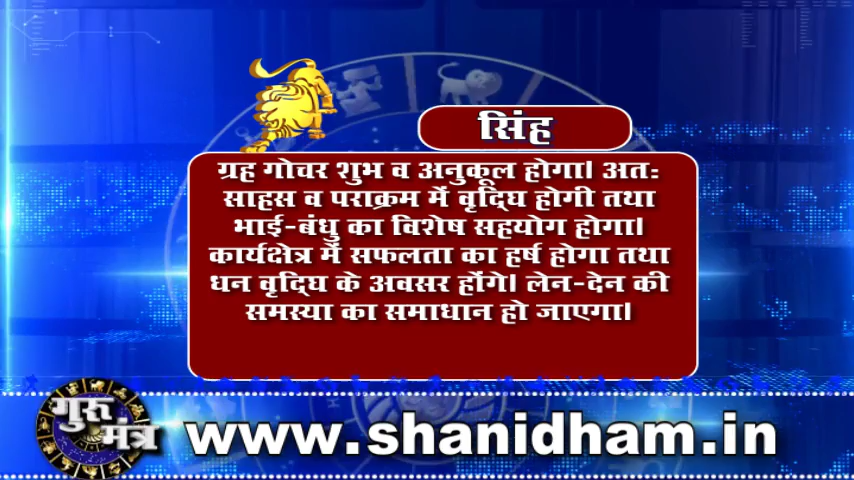 सिंह
ग्रह गोचर शुभ व अनुकूल होगा। अतः
साहस व पराक्रम में वृद्धि होगी तथा
भाई-बंधु का विशेष सहयोग होगा।
कार्यक्षेत्र में सफलता का हर्ष होगा तथा
धन वृद्धि के अवसर होंगे। लेन-देन की
समस्या का समाधान हो जाएगा।
गुरु
मंत्र
www.shanidham.in